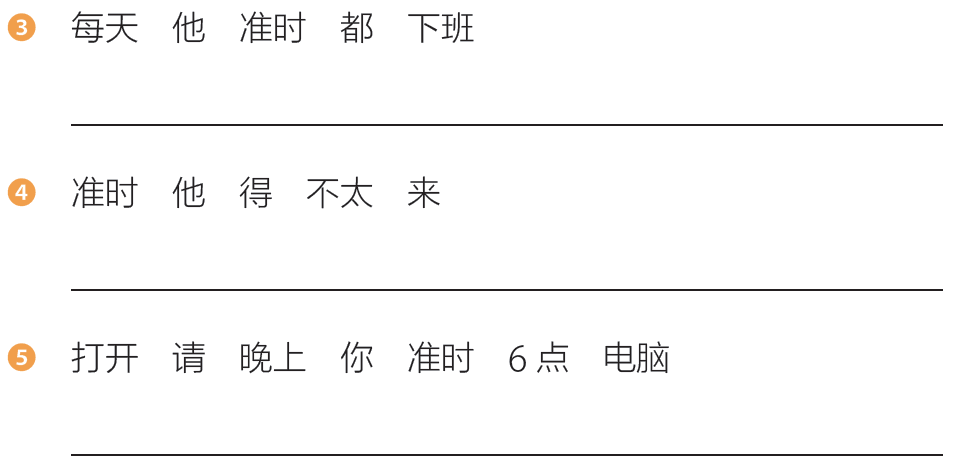 3 每天 他 准时 都 下班
4 准时 他 得 不太 来
5 打开 请 晚上 你 准时 6点 电脑